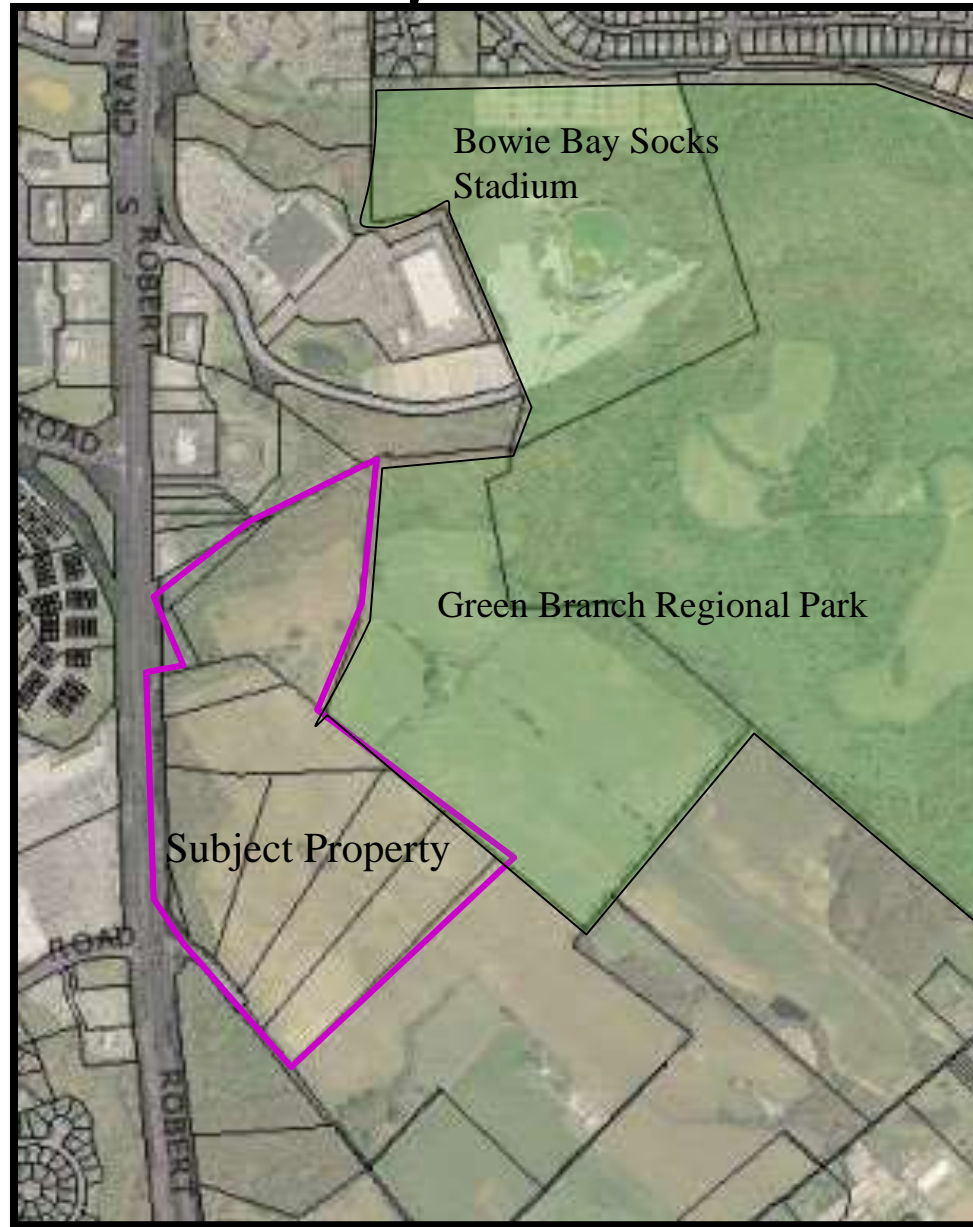 S CRAIN
ROBERT
Bowie Bay Socks
Stadium
ROAD
Green Branch Regional Park
Subject Property
ROAD
ROBERT